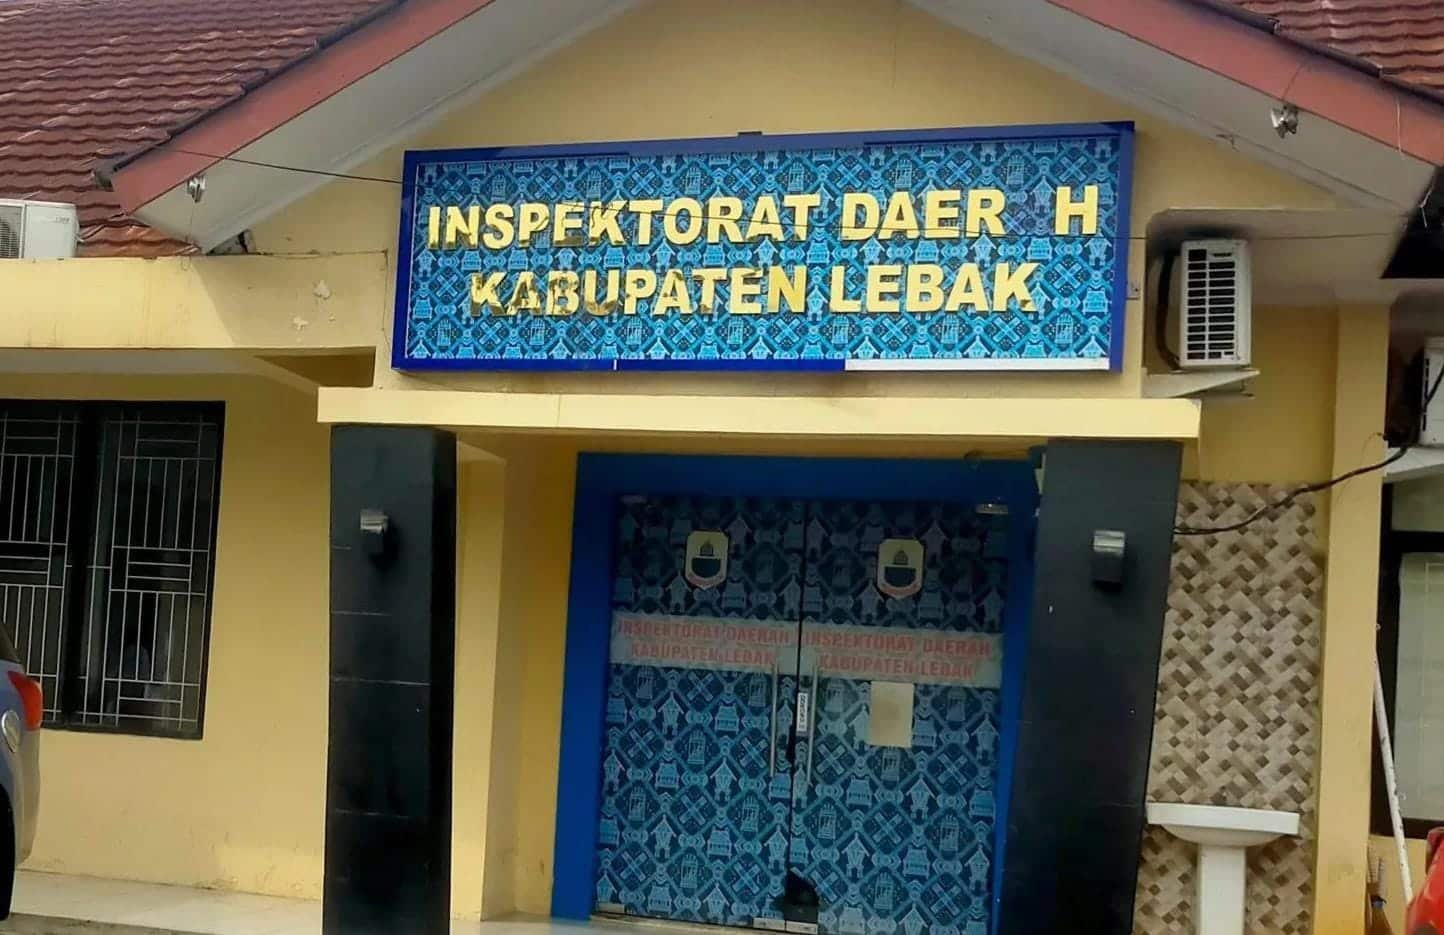 INSPEKTORAT DAER H
KABUPATEN LEBAK
INSPEKTORAT DAERAH
KABUPATEN LEBAK
INSPEKTORAT DAERAH
KABUPATEN LEBAK